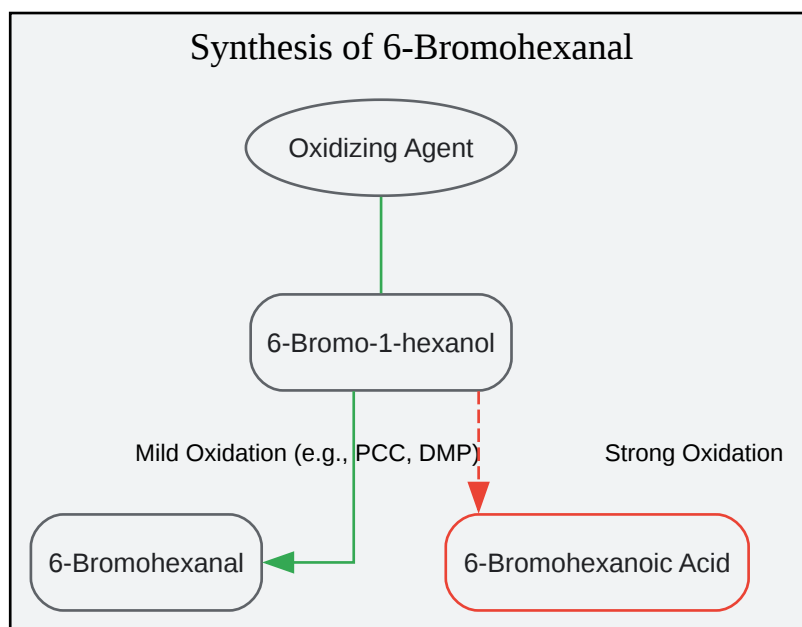 Synthesis of 6-Bromohexanal
Oxidizing Agent
6-Bromo-1-hexanol
Mild Oxidation (e.g., PCC, DMP)
Strong Oxidation
6-Bromohexanal
6-Bromohexanoic Acid